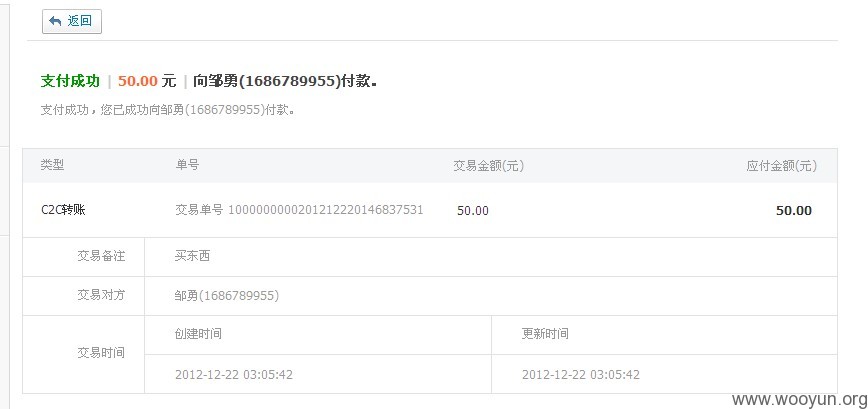 返回
支付成功 | 50.00 元 | 向邹勇(1686789955)付款。
支付成功，您已成功向邹勇(1686789955)付款。
类型 单号 交易金额(元) 应付金额(元)
C2C转账 交易单号 1000000000201212220146837531 50.00 50.00
交易备注 买东西
交易对方 邹勇(1686789955)
交易时间 创建时间 更新时间
2012-12-22 03:05:42 2012-12-22 03:05:42
www.wooyun.org